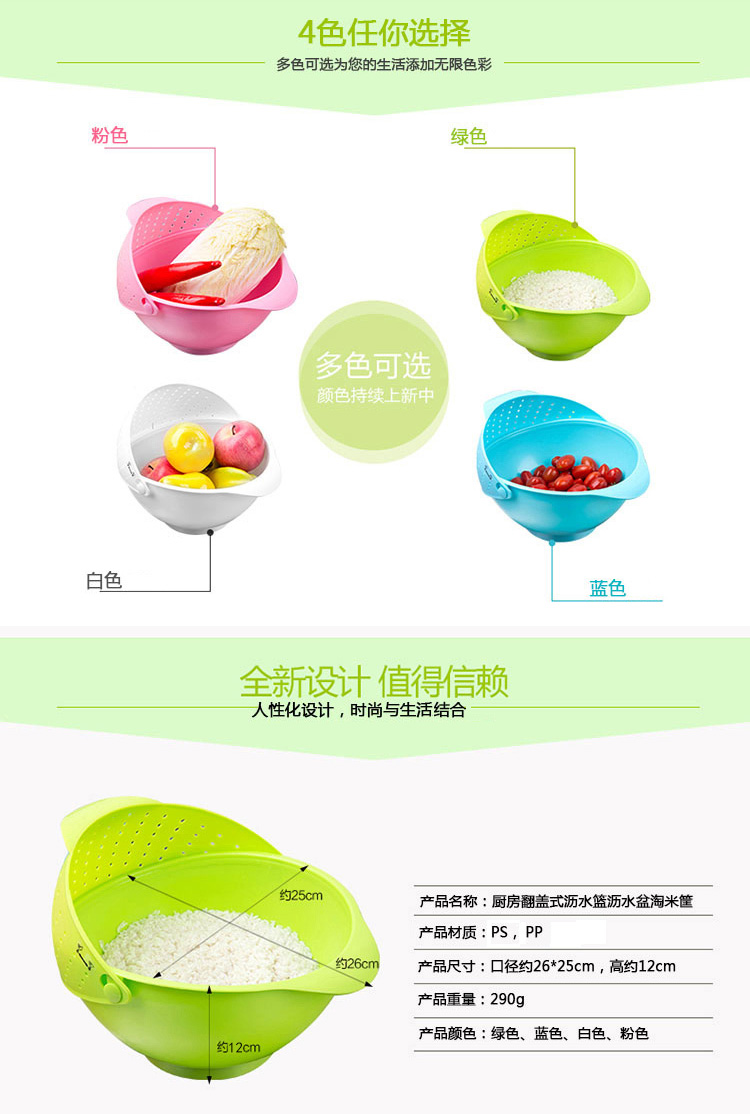 4色任你选择
多色可选为您的生活添加无限色彩
粉色
绿色
多色可选
颜色持续上新中
白色
蓝色
全新设计 值得信赖
人性化设计，时尚与生活结合
约25cm
约26cm
约12cm
产品名称：厨房翻盖式沥水篮沥水盆淘米筐
产品材质：PS，PP
产品尺寸：口径约26*25cm，高约12cm
产品重量：290g
产品颜色：绿色、蓝色、白色、粉色